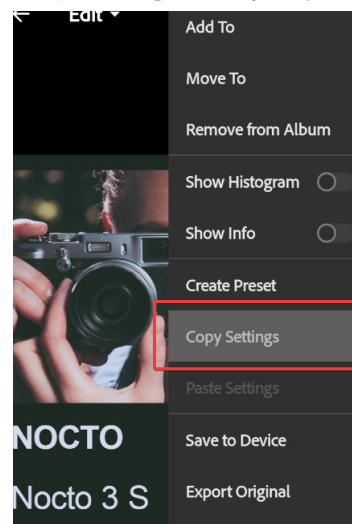 Edit
Add To
Move To
Remove from Album
Show Histogram
Show Info
Create Preset
Copy Settings
Paste Settings
Save to Device
Export Original
NOCTO
Nocto 3 S